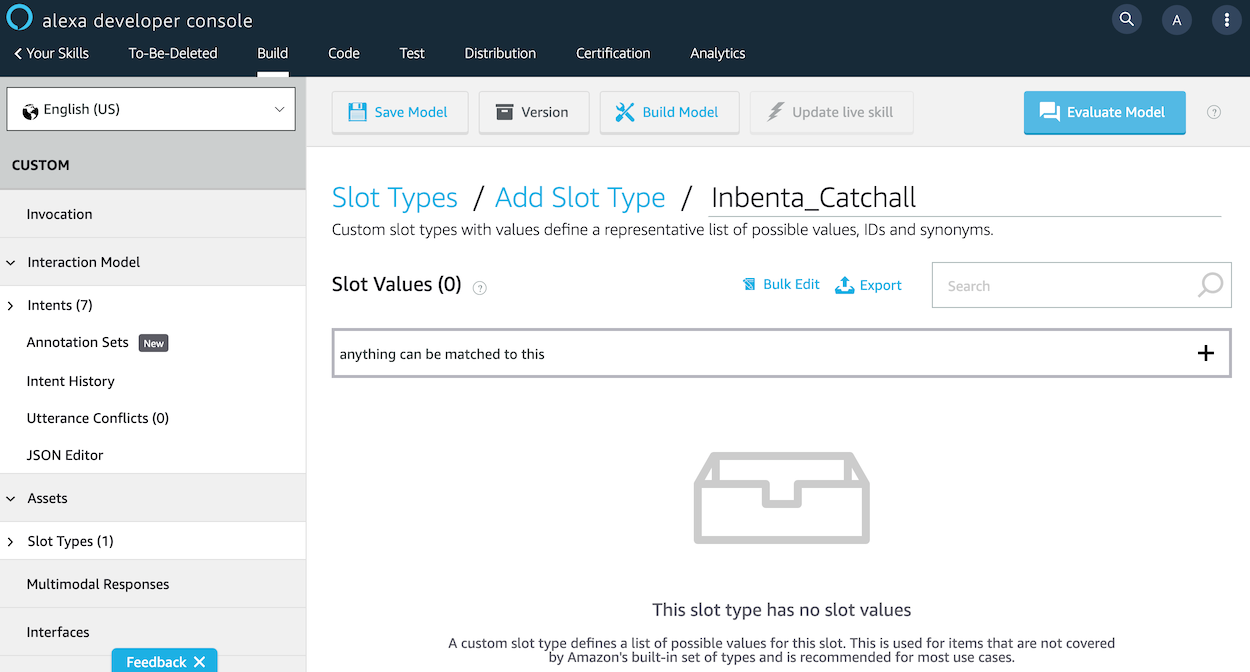 alexa developer console
A
Your Skills To-Be-Deleted Build Code Test Distribution Certification Analytics
English (US)
Save Model Version Build Model Update live skill Evaluate Model ?
CUSTOM
Invocation
Interaction Model
Intents (7)
Annotation Sets New
Intent History
Utterance Conflicts (0)
JSON Editor
Assets
Slot Types (1)
Multimodal Responses
Interfaces
Feedback X
Slot Types / Add Slot Type / Inbenta_Catchall
Custom slot types with values define a representative list of possible values, IDs and synonyms.
Slot Values (0) ? Bulk Edit Export Search
anything can be matched to this
This slot type has no slot values
A custom slot type defines a list of possible values for this slot. This is used for items that are not covered
by Amazon's built-in set of types and is recommended for most use cases.